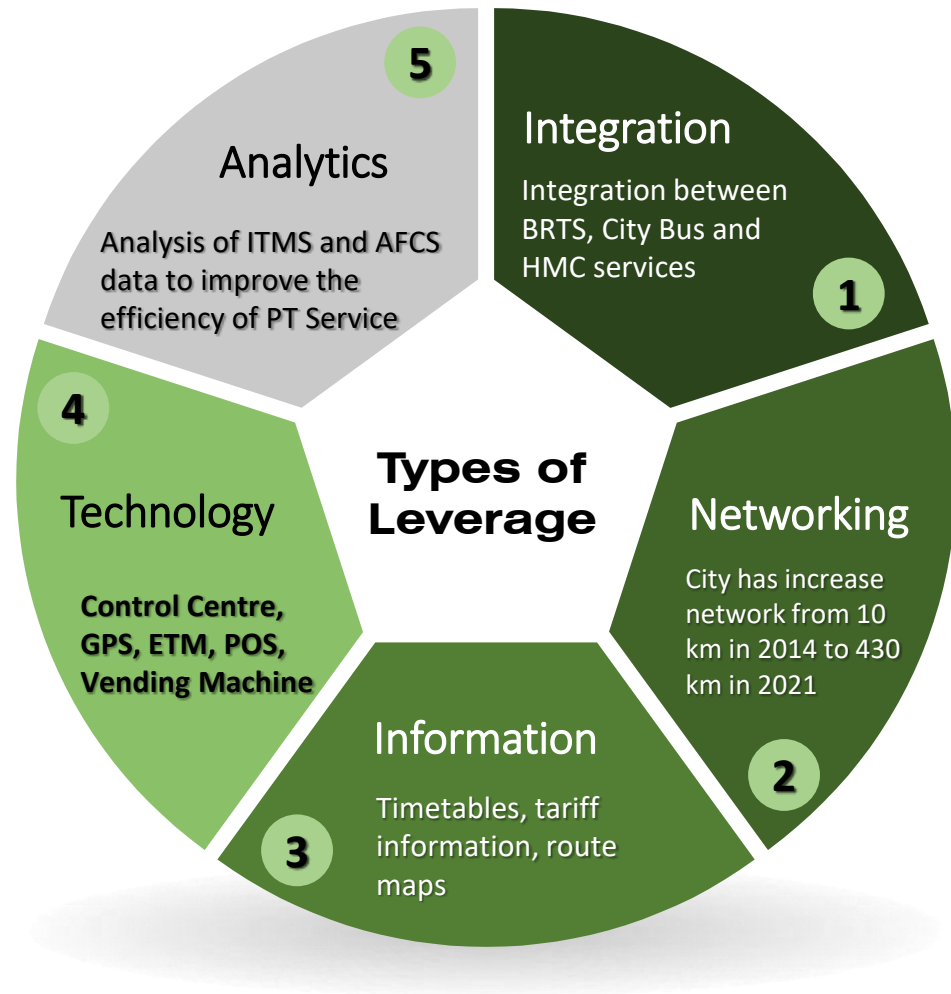 Types of
Leverage
Integration
Integration between
BRTS, City Bus and
HMC services
1
Networking
City has increase
network from 10
km in 2014 to 430
km in 2021
2
Information
Timetables, tariff
information, route
maps
3
4
Technology
Control Centre,
GPS, ETM, POS,
Vending Machine
5
Analytics
Analysis of ITMS and AFCS
data to improve the
efficiency of PT Service